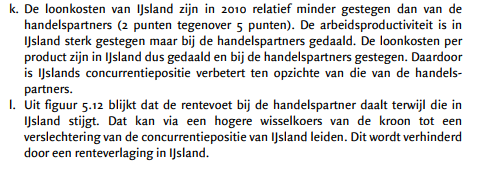 k. De loonkosten van IJsland zijn in 2010 relatief minder gestegen dan van de
handelspartners (2 punten tegenover 5 punten). De arbeidsproductiviteit is in
IJsland sterk gestegen maar bij de handelspartners gedaald. De loonkosten per
product zijn in IJsland dus gedaald en bij de handelspartners gestegen. Daardoor
is IJslands concurrentiepositie verbetert ten opzichte van die van de handels-
partners.
l. Uit figuur 5.12 blijkt dat de rentevoet bij de handelspartner daalt terwijl die in
IJsland stijgt. Dat kan via een hogere wisselkoers van de kroon tot een
verslechtering van de concurrentiepositie van IJsland leiden. Dit wordt verhinderd
door een renteverlaging in IJsland.